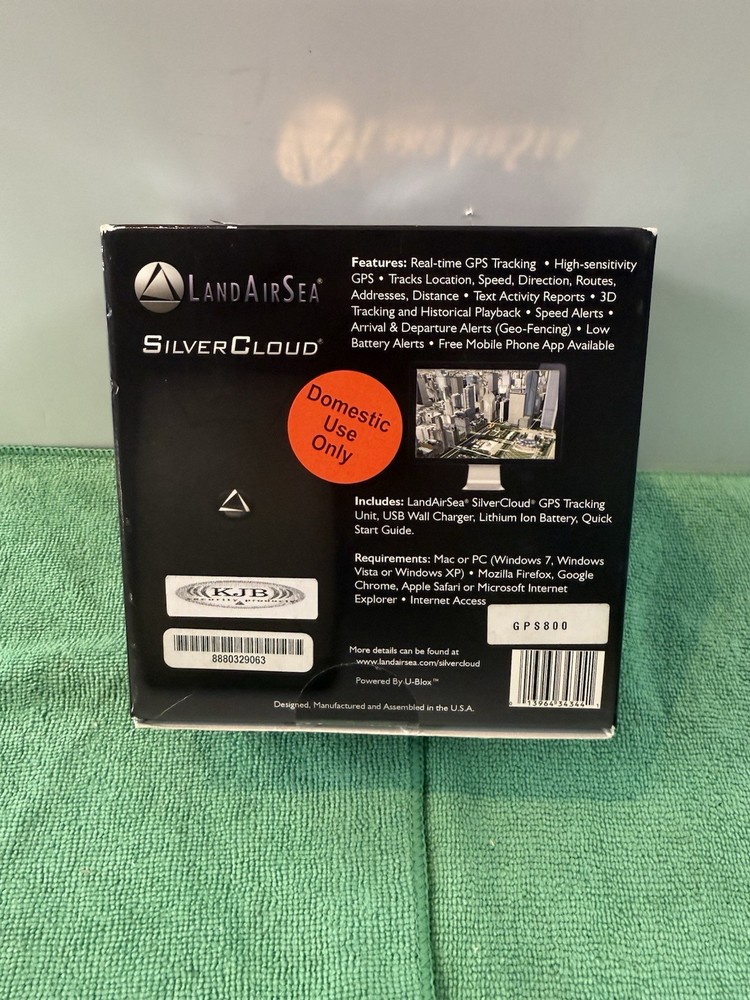 LANDAIRSEA®
SILVERCLOUD®
Features: Real-time GPS Tracking • High-sensitivity
GPS • Tracks Location, Speed, Direction, Routes,
Addresses, Distance • Text Activity Reports • 3D
Tracking and Historical Playback • Speed Alerts •
Arrival & Departure Alerts (Geo-Fencing) • Low
Battery Alerts • Free Mobile Phone App Available
Domestic
Use
Only
Includes: LandAirSea® SilverCloud® GPS Tracking
Unit, USB Wall Charger, Lithium Ion Battery, Quick
Start Guide.
Requirements: Mac or PC (Windows 7, Windows
Vista or Windows XP) • Mozilla Firefox, Google
Chrome, Apple Safari or Microsoft Internet
Explorer • Internet Access
KJB
security products
GPS800
8880329063
More details can be found at
www.landairsea.com/silvercloud
Powered By U-Blox™
Designed, Manufactured and Assembled in the U.S.A.
13964 34344